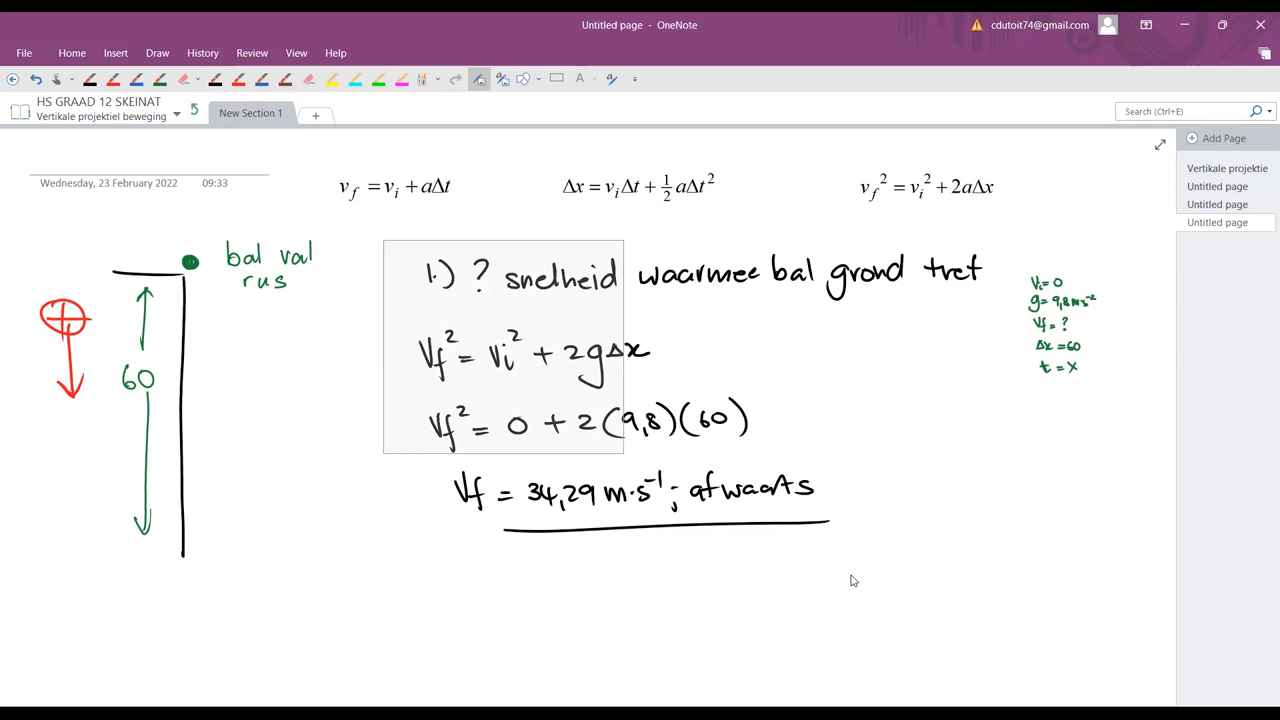 Untitled page - OneNote
cdutoit74@gmail.com
File Home Insert Draw History Review View Help
HS GRAAD 12 SKEINAT
Vertikale projektiel beweging
New Section 1
+
Search (Ctrl+E)
Add Page
Vertikale projektie
Untitled page
Untitled page
Untitled page
Wednesday, 23 February 2022 09:33
v_f = v_i + aΔt
Δx = v_iΔt + ½ aΔt²
v_f² = v_i² + 2aΔx
bal val
rus
60
1.) ? snelheid waarmee bal grond tref
Vf² = Vi² + 2gΔx
Vf² = 0 + 2(9,8)(60)
Vf = 34,29 m·s⁻¹; afwaarts
Vi = 0
g = 9,8 m·s⁻²
Vf = ?
Δx = 60
t = x